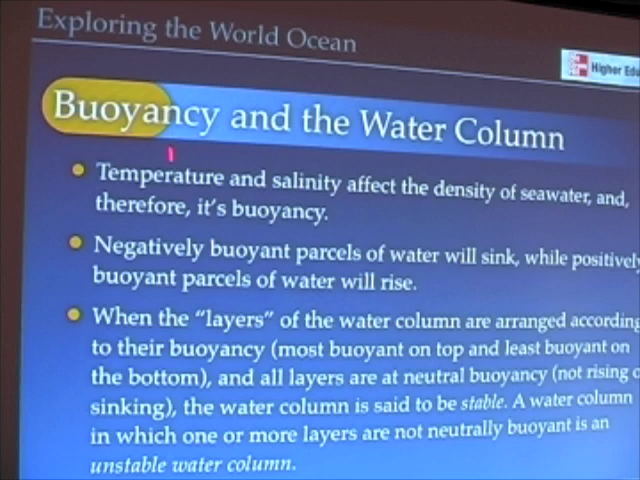 Exploring the World Ocean
Higher Edu
Buoyancy and the Water Column
Temperature and salinity affect the density of seawater, and,
therefore, it's buoyancy.
Negatively buoyant parcels of water will sink, while positively
buoyant parcels of water will rise.
When the "layers" of the water column are arranged according
to their buoyancy (most buoyant on top and least buoyant on
the bottom), and all layers are at neutral buoyancy (not rising o
sinking), the water column is said to be stable. A water column
in which one or more layers are not neutrally buoyant is an
unstable water column.